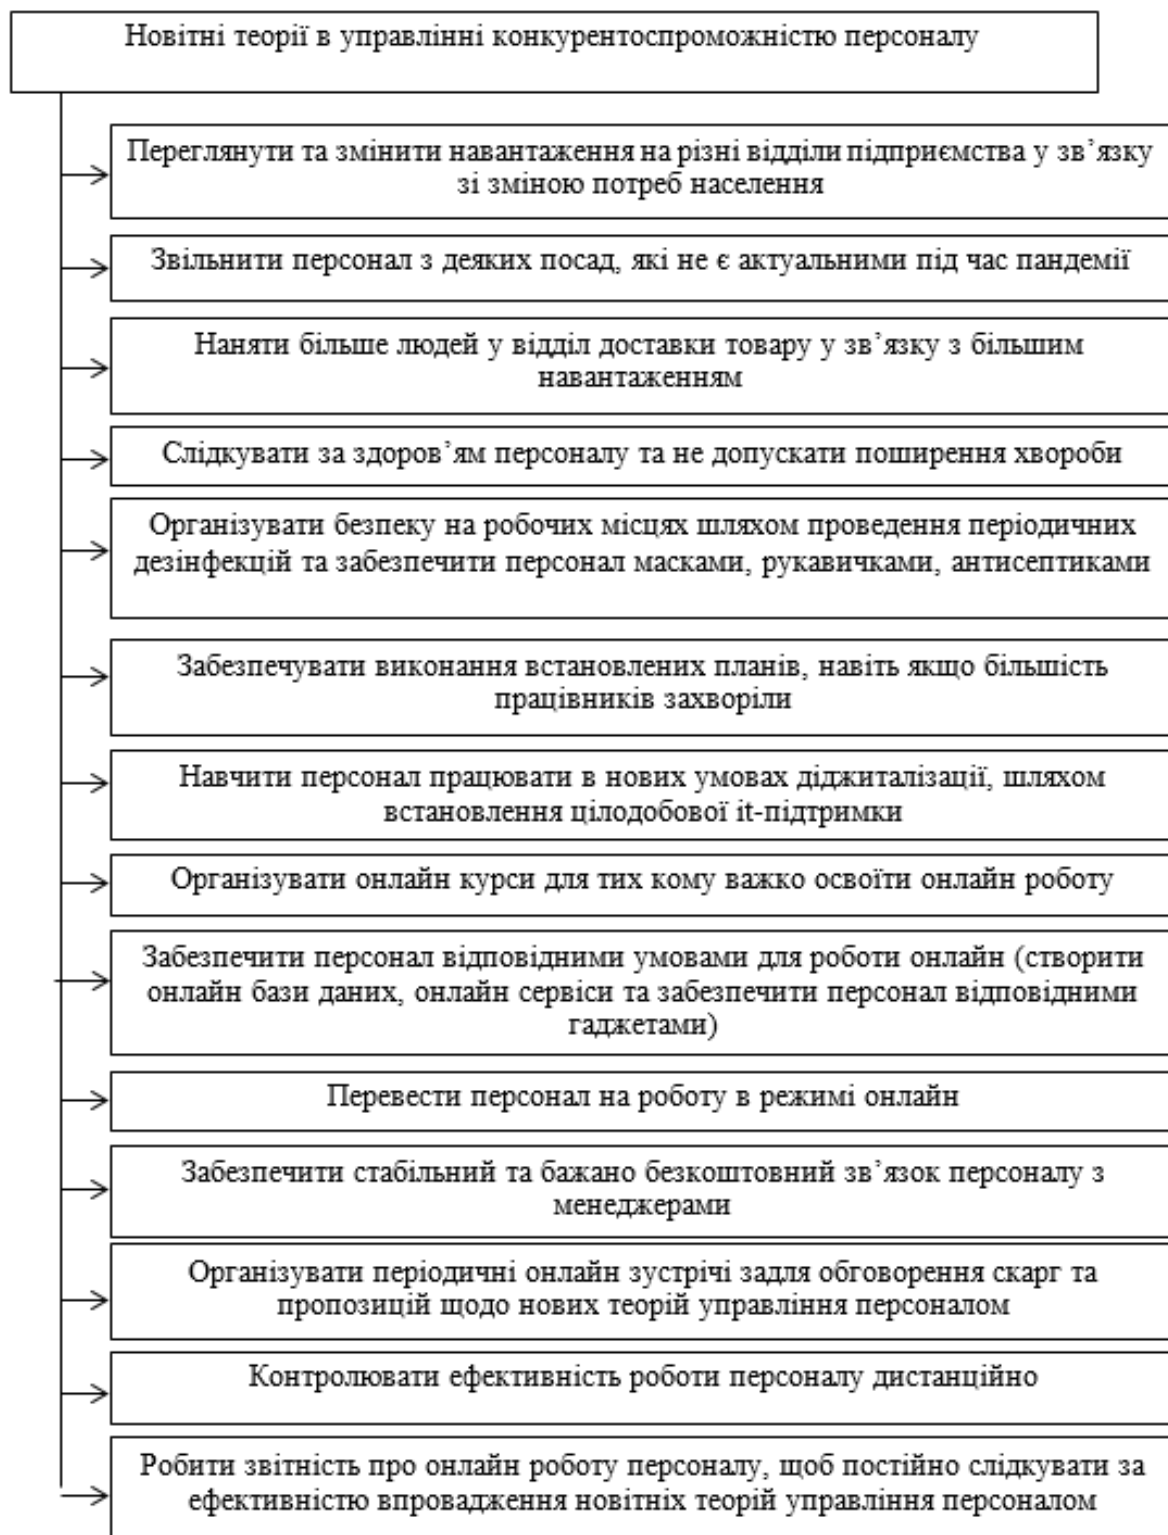 Новітні теорії в управлінні конкурентоспроможністю персоналу
Переглянути та змінити навантаження на різні відділи підприємства у зв’язку
зі зміною потреб населення
Звільнити персонал з деяких посад, які не є актуальними під час пандемії
Наняти більше людей у відділ доставки товару у зв’язку з більшим
навантаженням
Слідкувати за здоров’ям персоналу та не допускати поширення хвороби
Організувати безпеку на робочих місцях шляхом проведення періодичних
дезінфекцій та забезпечити персонал масками, рукавичками, антисептиками
Забезпечувати виконання встановлених планів, навіть якщо більшість
працівників захворіли
Навчити персонал працювати в нових умовах діджиталізації, шляхом
встановлення цілодобової it-підтримки
Організувати онлайн курси для тих кому важко освоїти онлайн роботу
Забезпечити персонал відповідними умовами для роботи онлайн (створити
онлайн бази даних, онлайн сервіси та забезпечити персонал відповідними
гаджетами)
Перевести персонал на роботу в режимі онлайн
Забезпечити стабільний та бажано безкоштовний зв’язок персоналу з
менеджерами
Організувати періодичні онлайн зустрічі задля обговорення скарг та
пропозицій щодо нових теорій управління персоналом
Контролювати ефективність роботи персоналу дистанційно
Робити звітність про онлайн роботу персоналу, щоб постійно слідкувати за
ефективністю впровадження новітніх теорій управління персоналом